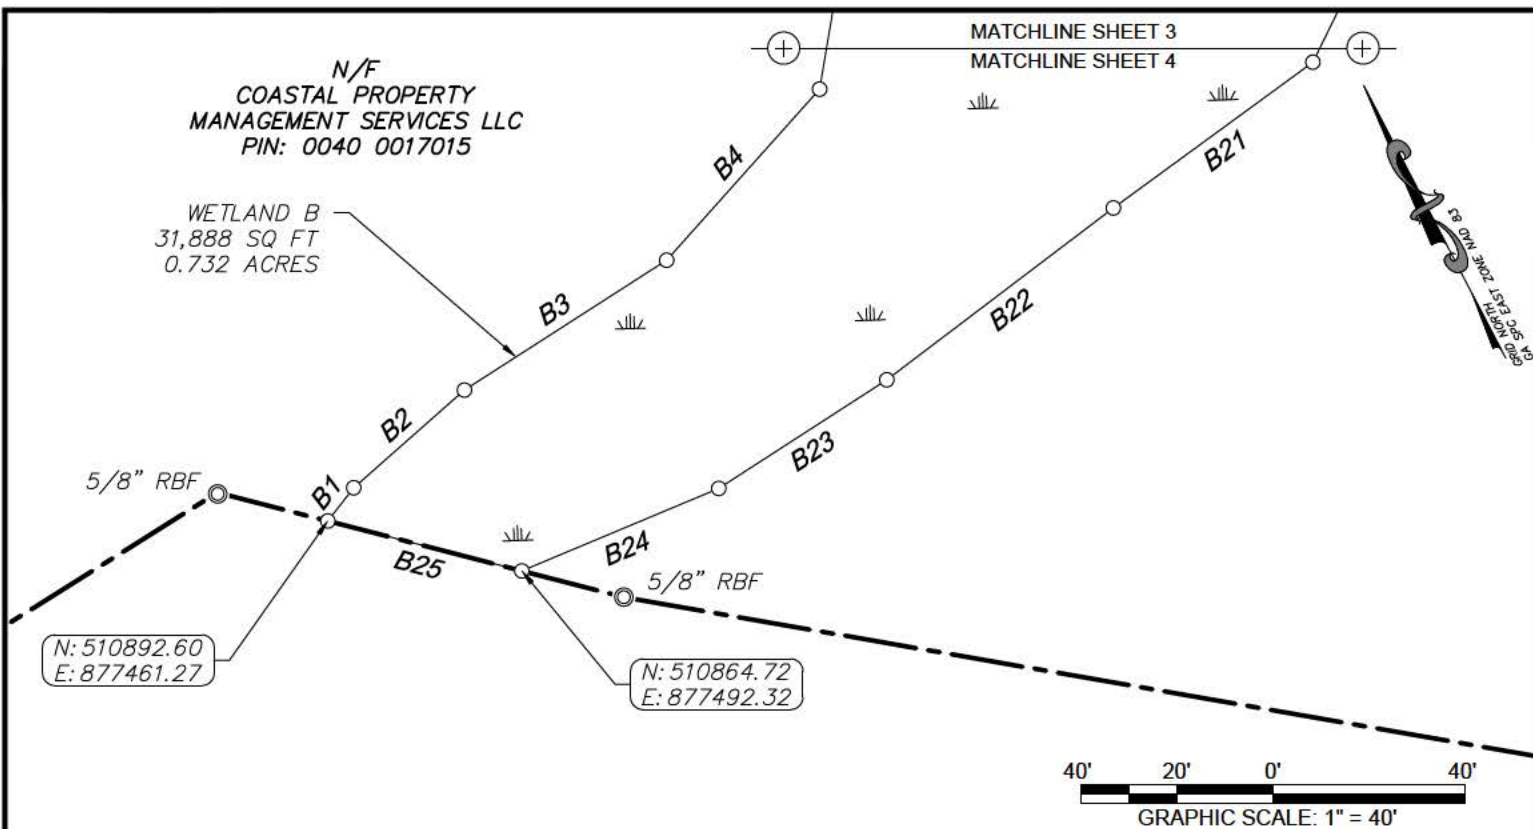 MATCHLINE SHEET 3
MATCHLINE SHEET 4
N/F
COASTAL PROPERTY
MANAGEMENT SERVICES LLC
PIN: 0040 0017015
WETLAND B
31,888 SQ FT
0.732 ACRES
B4
B21
B3
B22
GRID NORTH
GA SPC EAST ZONE NAD 83
B2
B23
5/8" RBF
B1
B25
B24
5/8" RBF
N: 510892.60
E: 877461.27
N: 510864.72
E: 877492.32
40' 20' 0' 40'
GRAPHIC SCALE: 1" = 40'